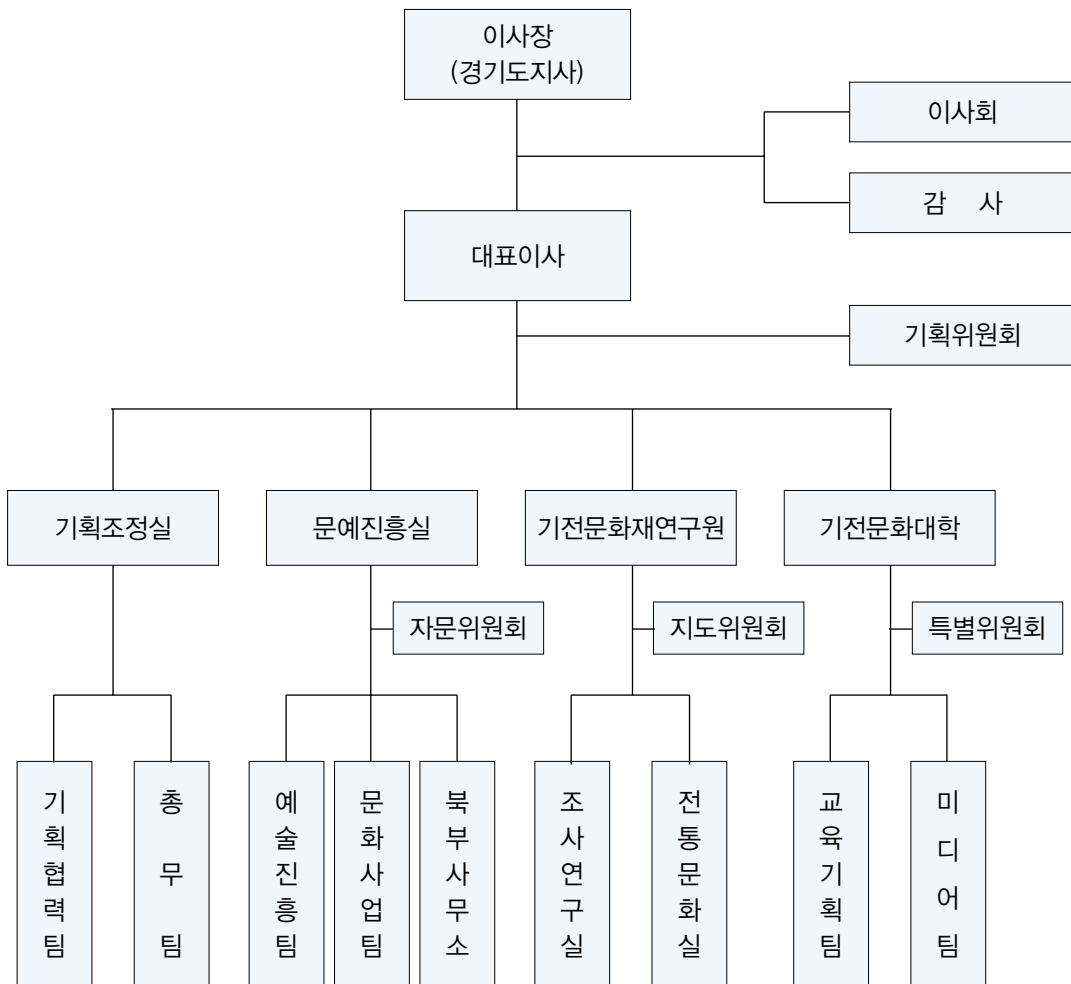 이사장
(경기도지사)
이사회
감 사
대표이사
기획위원회
기획조정실
문예진흥실
기전문화재연구원
기전문화대학
자문위원회
지도위원회
특별위원회
기획협력팀
총무팀
예술진흥팀
문화사업팀
북부사무소
조사연구실
전통문화실
교육기획팀
미디어팀